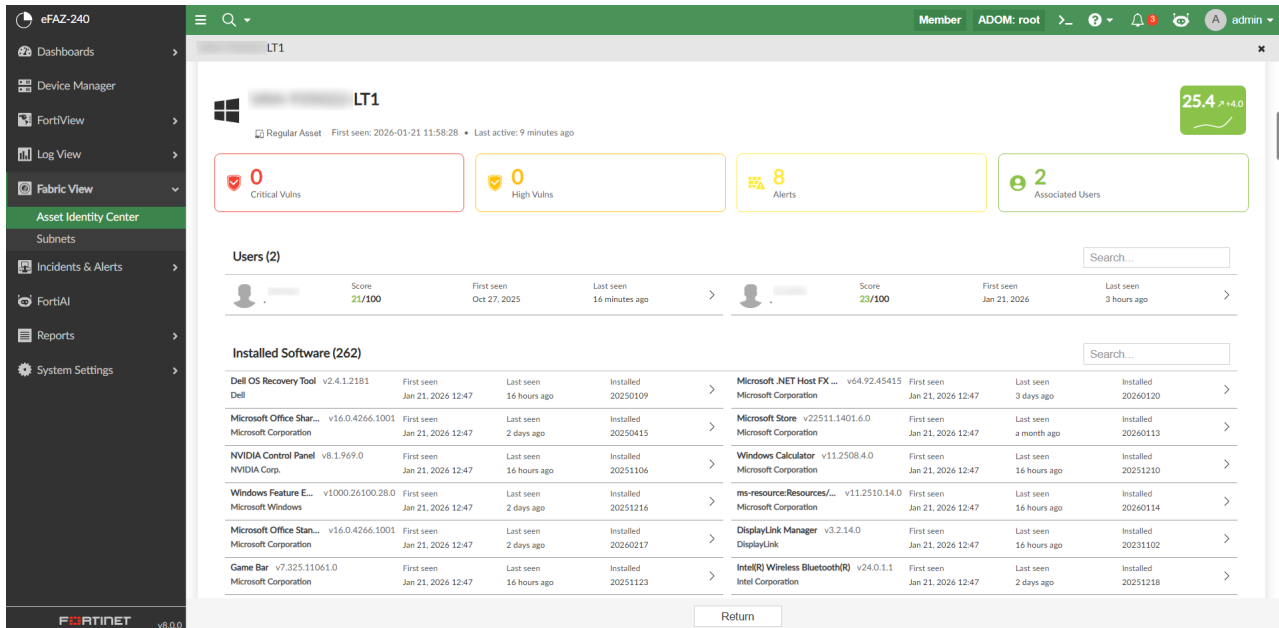 eFAZ-240
Member ADOM: root >_ 3 A admin
Dashboards
Device Manager
FortiView
Log View
Fabric View
Asset Identity Center
Subnets
Incidents & Alerts
FortiAI
Reports
System Settings
FORTINET v8.0.0
LT1
LT1
Regular Asset First seen: 2026-01-21 11:58:28 • Last active: 9 minutes ago
25.4 +4.0
0
Critical Vulns
0
High Vulns
8
Alerts
2
Associated Users
Users (2) Search...
Score First seen Last seen Score First seen Last seen
. 21/100 Oct 27, 2025 16 minutes ago . 23/100 Jan 21, 2026 3 hours ago
Installed Software (262) Search...
Dell OS Recovery Tool v2.4.1.2181 First seen Last seen Installed Microsoft .NET Host FX ... v64.92.45415 First seen Last seen Installed
Dell Jan 21, 2026 12:47 16 hours ago 20250109 Microsoft Corporation Jan 21, 2026 12:47 3 days ago 20260120
Microsoft Office Shar... v16.0.4266.1001 First seen Last seen Installed Microsoft Store v22511.1401.6.0 First seen Last seen Installed
Microsoft Corporation Jan 21, 2026 12:47 2 days ago 20250415 Microsoft Corporation Jan 21, 2026 12:47 a month ago 20260113
NVIDIA Control Panel v8.1.969.0 First seen Last seen Installed Windows Calculator v11.2508.4.0 First seen Last seen Installed
NVIDIA Corp. Jan 21, 2026 12:47 16 hours ago 20251106 Microsoft Corporation Jan 21, 2026 12:47 16 hours ago 20251210
Windows Feature E... v1000.26100.28.0 First seen Last seen Installed ms-resource:Resources/... v11.2510.14.0 First seen Last seen Installed
Microsoft Windows Jan 21, 2026 12:47 2 days ago 20251216 Microsoft Corporation Jan 21, 2026 12:47 16 hours ago 20260114
Microsoft Office Stan... v16.0.4266.1001 First seen Last seen Installed DisplayLink Manager v3.2.14.0 First seen Last seen Installed
Microsoft Corporation Jan 21, 2026 12:47 2 days ago 20260217 DisplayLink Jan 21, 2026 12:47 16 hours ago 20231102
Game Bar v7.325.11061.0 First seen Last seen Installed Intel(R) Wireless Bluetooth(R) v24.0.1.1 First seen Last seen Installed
Microsoft Corporation Jan 21, 2026 12:47 16 hours ago 20251123 Intel Corporation Jan 21, 2026 12:47 2 days ago 20251218
Return